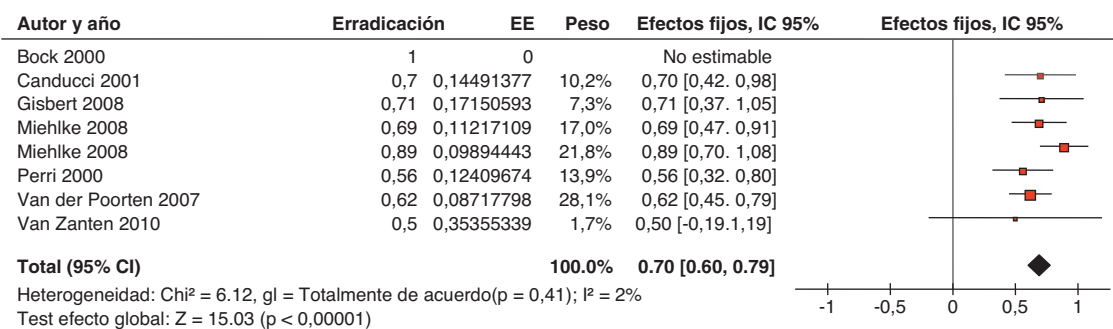 Autor y año Erradicación EE Peso Efectos fijos, IC 95% Efectos fijos, IC 95%
Bock 2000 1 0 No estimable
Canducci 2001 0,7 0,14491377 10,2% 0,70 [0,42. 0,98]
Gisbert 2008 0,71 0,17150593 7,3% 0,71 [0,37. 1,05]
Miehlke 2008 0,69 0,11217109 17,0% 0,69 [0,47. 0,91]
Miehlke 2008 0,89 0,09894443 21,8% 0,89 [0,70. 1,08]
Perri 2000 0,56 0,12409674 13,9% 0,56 [0,32. 0,80]
Van der Poorten 2007 0,62 0,08717798 28,1% 0,62 [0,45. 0,79]
Van Zanten 2010 0,5 0,35355339 1,7% 0,50 [-0,19.1,19]
Total (95% CI) 100.0% 0.70 [0.60, 0.79]
Heterogeneidad: Chi² = 6.12, gl = Totalmente de acuerdo(p = 0,41); I² = 2%
Test efecto global: Z = 15.03 (p < 0,00001)
-1 -0,5 0 0,5 1